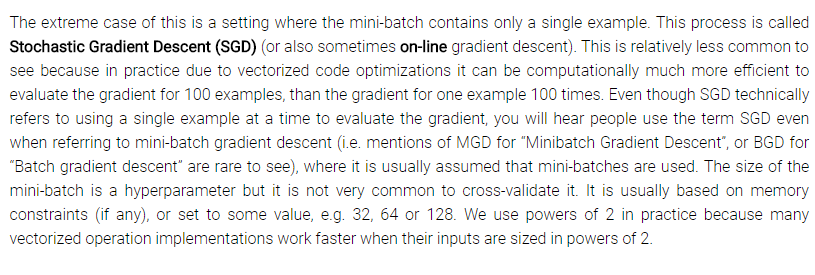 The extreme case of this is a setting where the mini-batch contains only a single example. This process is called
Stochastic Gradient Descent (SGD) (or also sometimes on-line gradient descent). This is relatively less common to
see because in practice due to vectorized code optimizations it can be computationally much more efficient to
evaluate the gradient for 100 examples, than the gradient for one example 100 times. Even though SGD technically
refers to using a single example at a time to evaluate the gradient, you will hear people use the term SGD even
when referring to mini-batch gradient descent (i.e. mentions of MGD for “Minibatch Gradient Descent”, or BGD for
“Batch gradient descent” are rare to see), where it is usually assumed that mini-batches are used. The size of the
mini-batch is a hyperparameter but it is not very common to cross-validate it. It is usually based on memory
constraints (if any), or set to some value, e.g. 32, 64 or 128. We use powers of 2 in practice because many
vectorized operation implementations work faster when their inputs are sized in powers of 2.